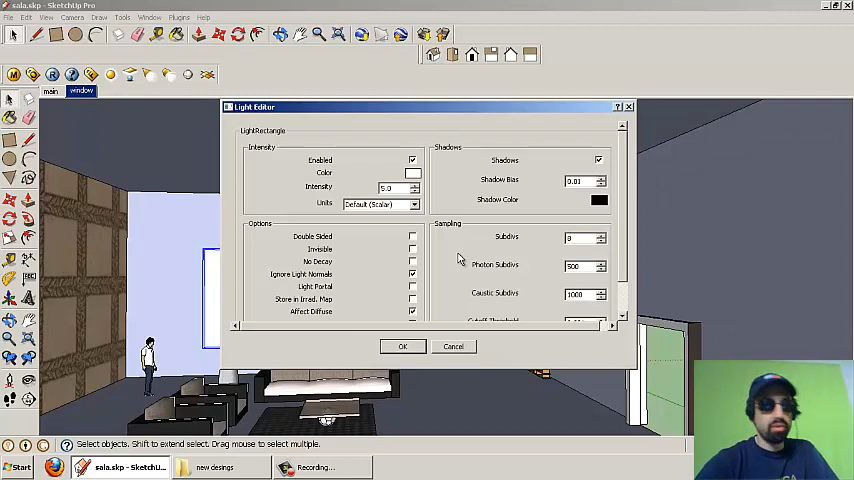 sala.skp - SketchUp Pro
File Edit View Camera Draw Tools Window Plugins Help
main window
Light Editor
LightRectangle
Intensity
Enabled
Color
Intensity 5.0
Units Default (Scalar)
Shadows
Shadows
Shadow Bias 0.01
Shadow Color
Options
Double Sided
Invisible
No Decay
Ignore Light Normals
Light Portal
Store in Irrad. Map
Affect Diffuse
Sampling
Subdivs 8
Photon Subdivs 500
Caustic Subdivs 1000
Cutoff Threshold
OK Cancel
Select objects. Shift to extend select. Drag mouse to select multiple.
Start sala.skp - SketchU... new desings Recording...